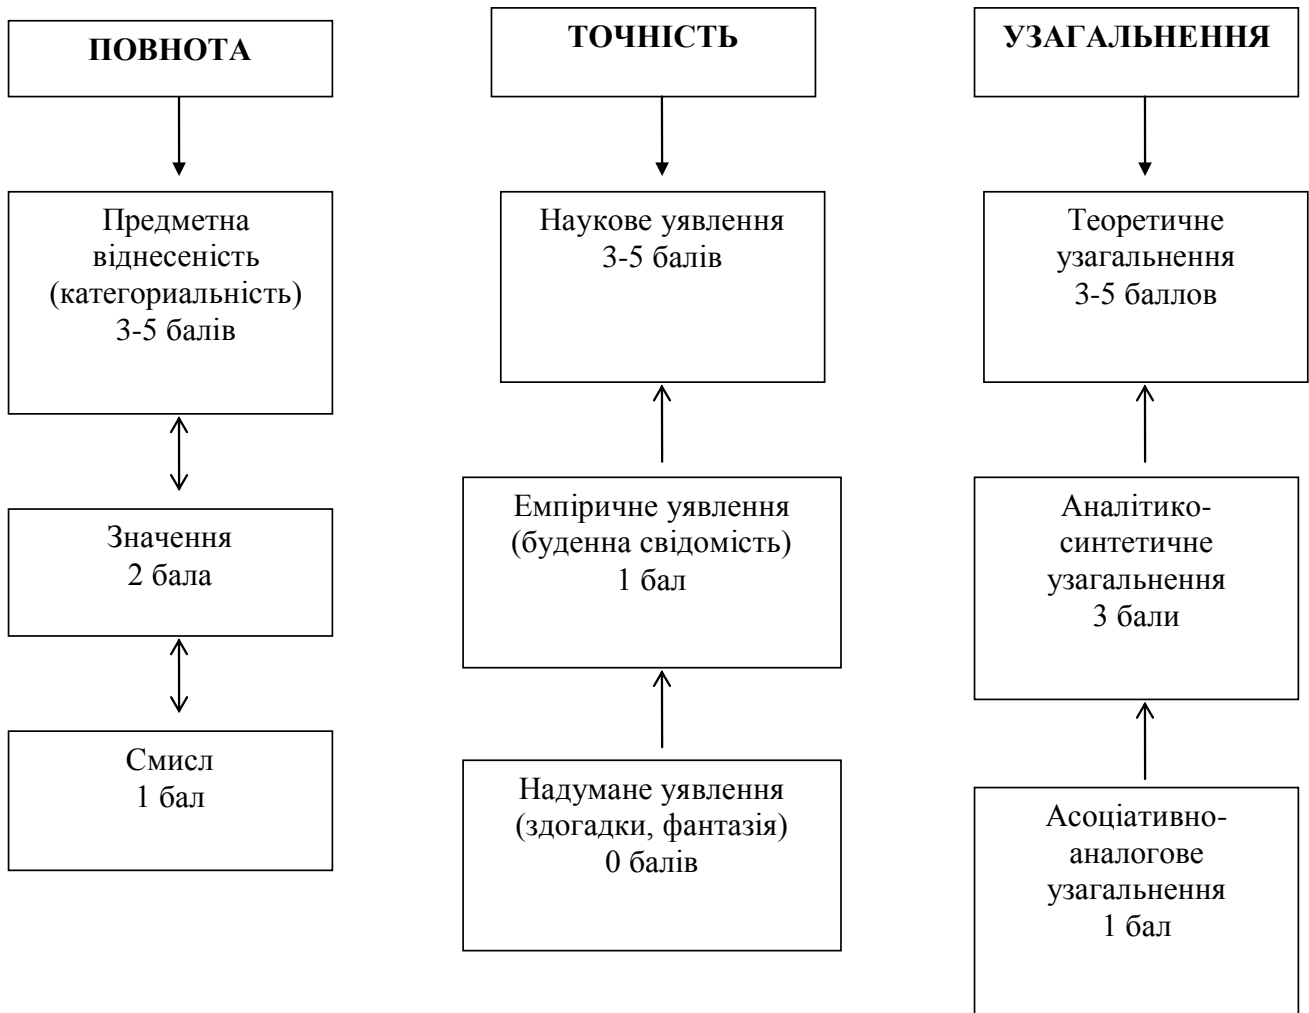 ПОВНОТА
Предметна
віднесеність
(категориальність)
3-5 балів
Значення
2 бала
Смисл
1 бал
ТОЧНІСТЬ
Наукове уявлення
3-5 балів
Емпіричне уявлення
(буденна свідомість)
1 бал
Надумане уявлення
(здогадки, фантазія)
0 балів
УЗАГАЛЬНЕННЯ
Теоретичне
узагальнення
3-5 баллов
Аналітико-
синтетичне
узагальнення
3 бали
Асоціативно-
аналогове
узагальнення
1 бал